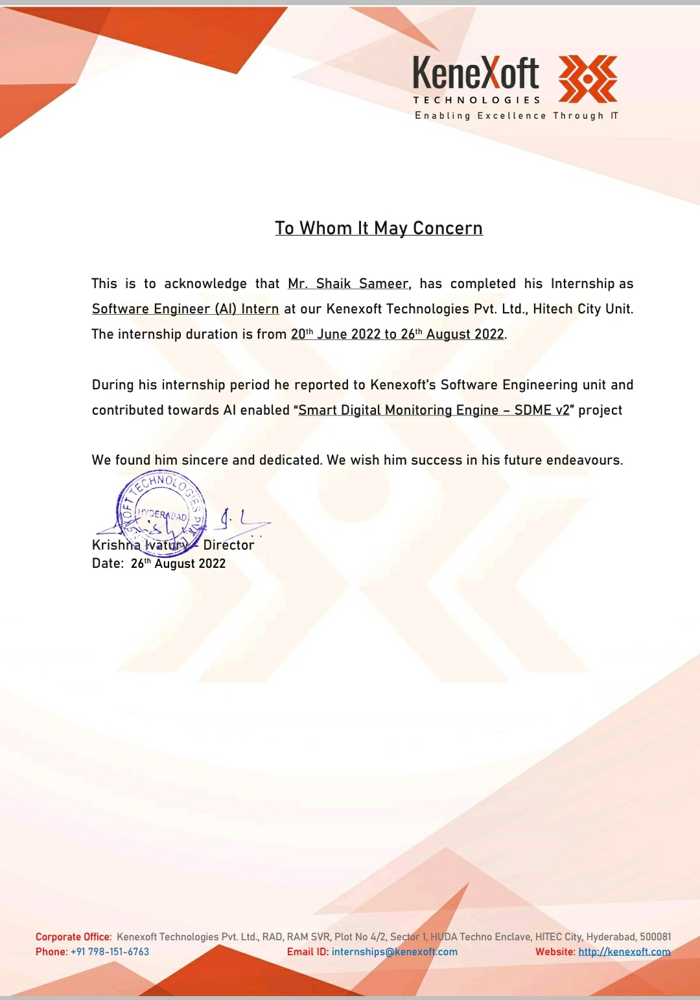 KeneXoft
TECHNOLOGIES
Enabling Excellence Through IT
To Whom It May Concern
This is to acknowledge that Mr. Shaik Sameer, has completed his Internship as
Software Engineer (AI) Intern at our Kenexoft Technologies Pvt. Ltd., Hitech City Unit.
The internship duration is from 20th June 2022 to 26th August 2022.
During his internship period he reported to Kenexoft’s Software Engineering unit and
contributed towards AI enabled “Smart Digital Monitoring Engine – SDME v2” project
We found him sincere and dedicated. We wish him success in his future endeavours.
KENEXOFT TECHNOLOGIES PVT. LTD.
HYDERABAD
Krishna Ivatury – Director
Date: 26th August 2022
Corporate Office: Kenexoft Technologies Pvt. Ltd., RAD, RAM SVR, Plot No 4/2, Sector 1, HUDA Techno Enclave, HITEC City, Hyderabad, 500081
Phone: +91 798-151-6763 Email ID: internships@kenexoft.com Website: http://kenexoft.com